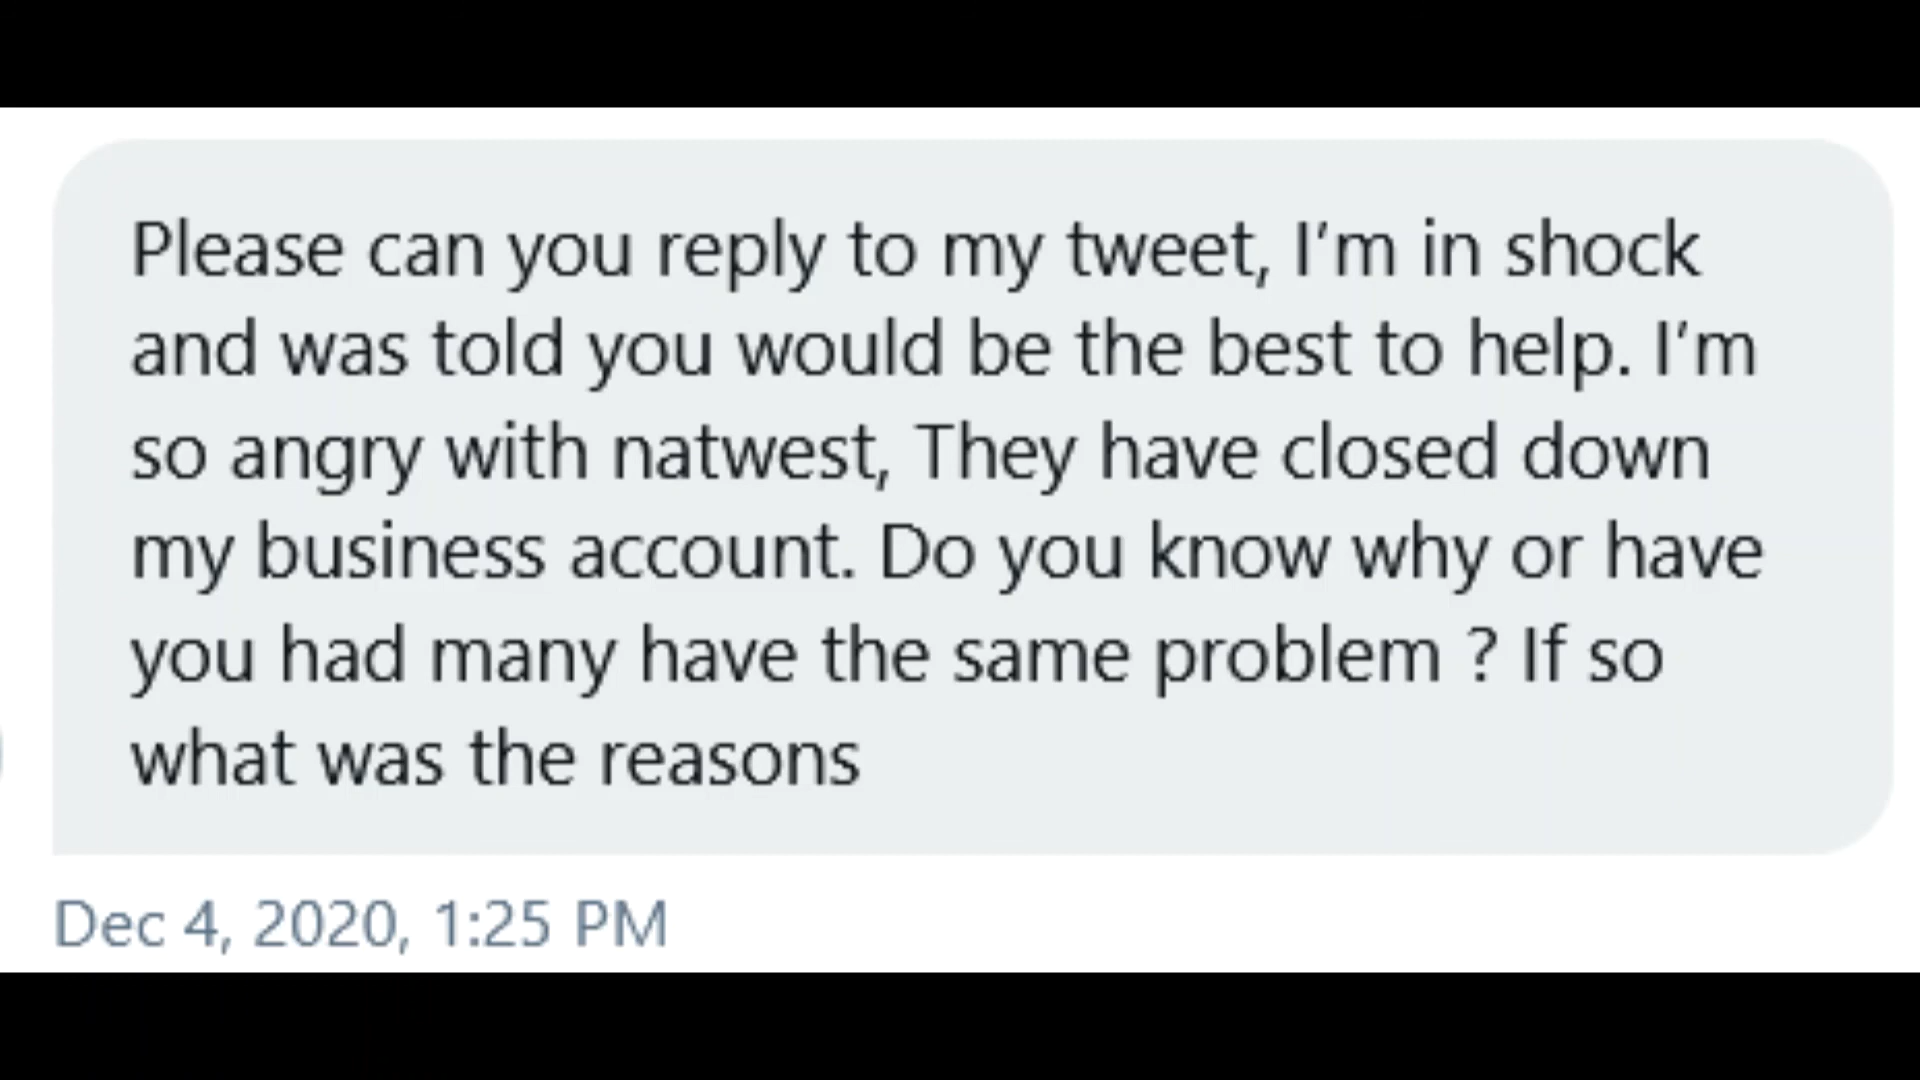 Please can you reply to my tweet, I'm in shock
and was told you would be the best to help. I'm
so angry with natwest, They have closed down
my business account. Do you know why or have
you had many have the same problem ? If so
what was the reasons
Dec 4, 2020, 1:25 PM